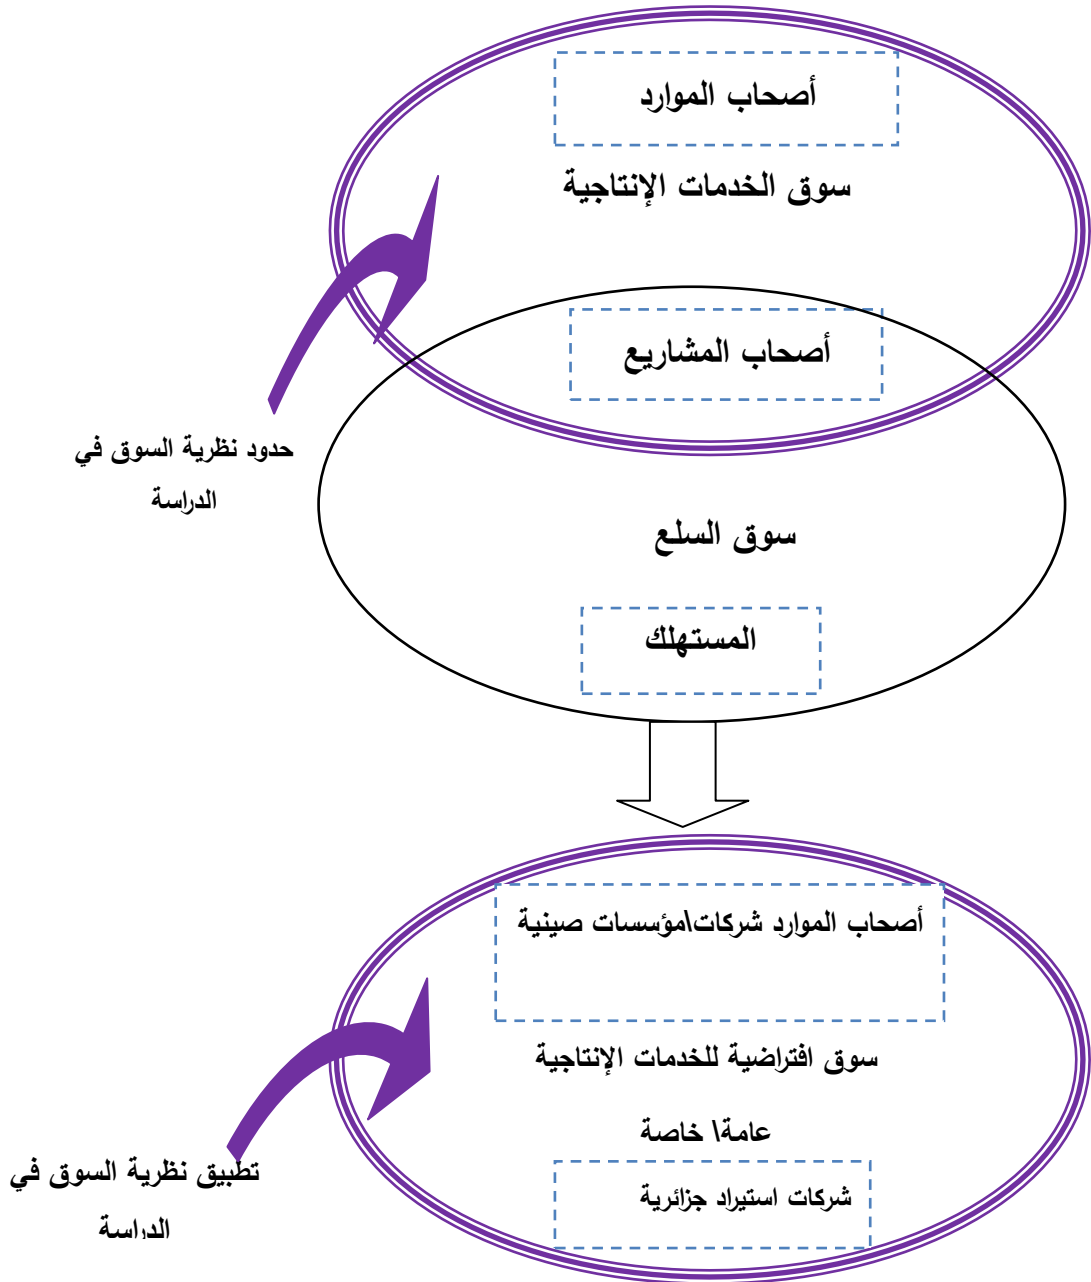 أصحاب الموارد
سوق الخدمات الإنتاجية
أصحاب المشاريع
حدود نظرية السوق في
الدراسة
سوق السلع
المستهلك
أصحاب الموارد شركات\مؤسسات صينية
سوق افتراضية للخدمات الإنتاجية
عامة\ خاصة
شركات استيراد جزائرية
تطبيق نظرية السوق في
الدراسة